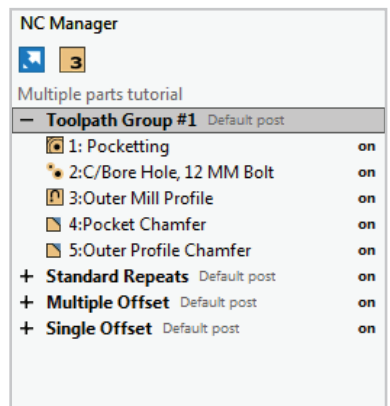 NC Manager
3
Multiple parts tutorial
Toolpath Group #1 Default post
1: Pocketting on
2:C/Bore Hole, 12 MM Bolt on
3:Outer Mill Profile on
4:Pocket Chamfer on
5:Outer Profile Chamfer on
Standard Repeats Default post on
Multiple Offset Default post on
Single Offset Default post on